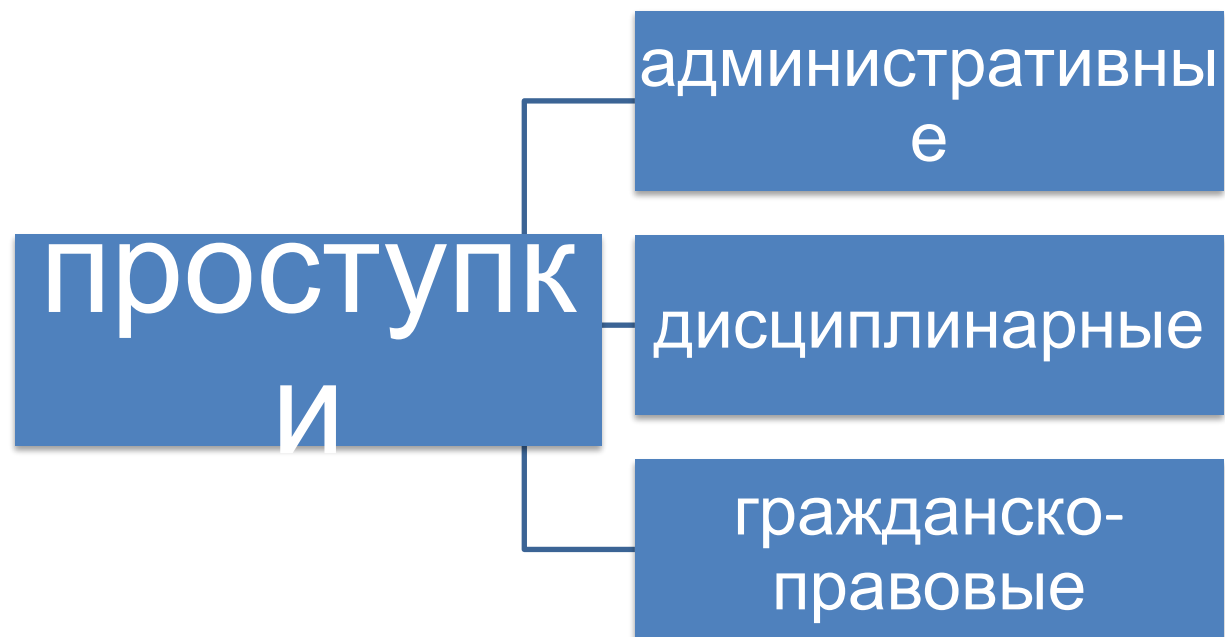 проступк
и
административны
е
дисциплинарные
гражданско-
правовые